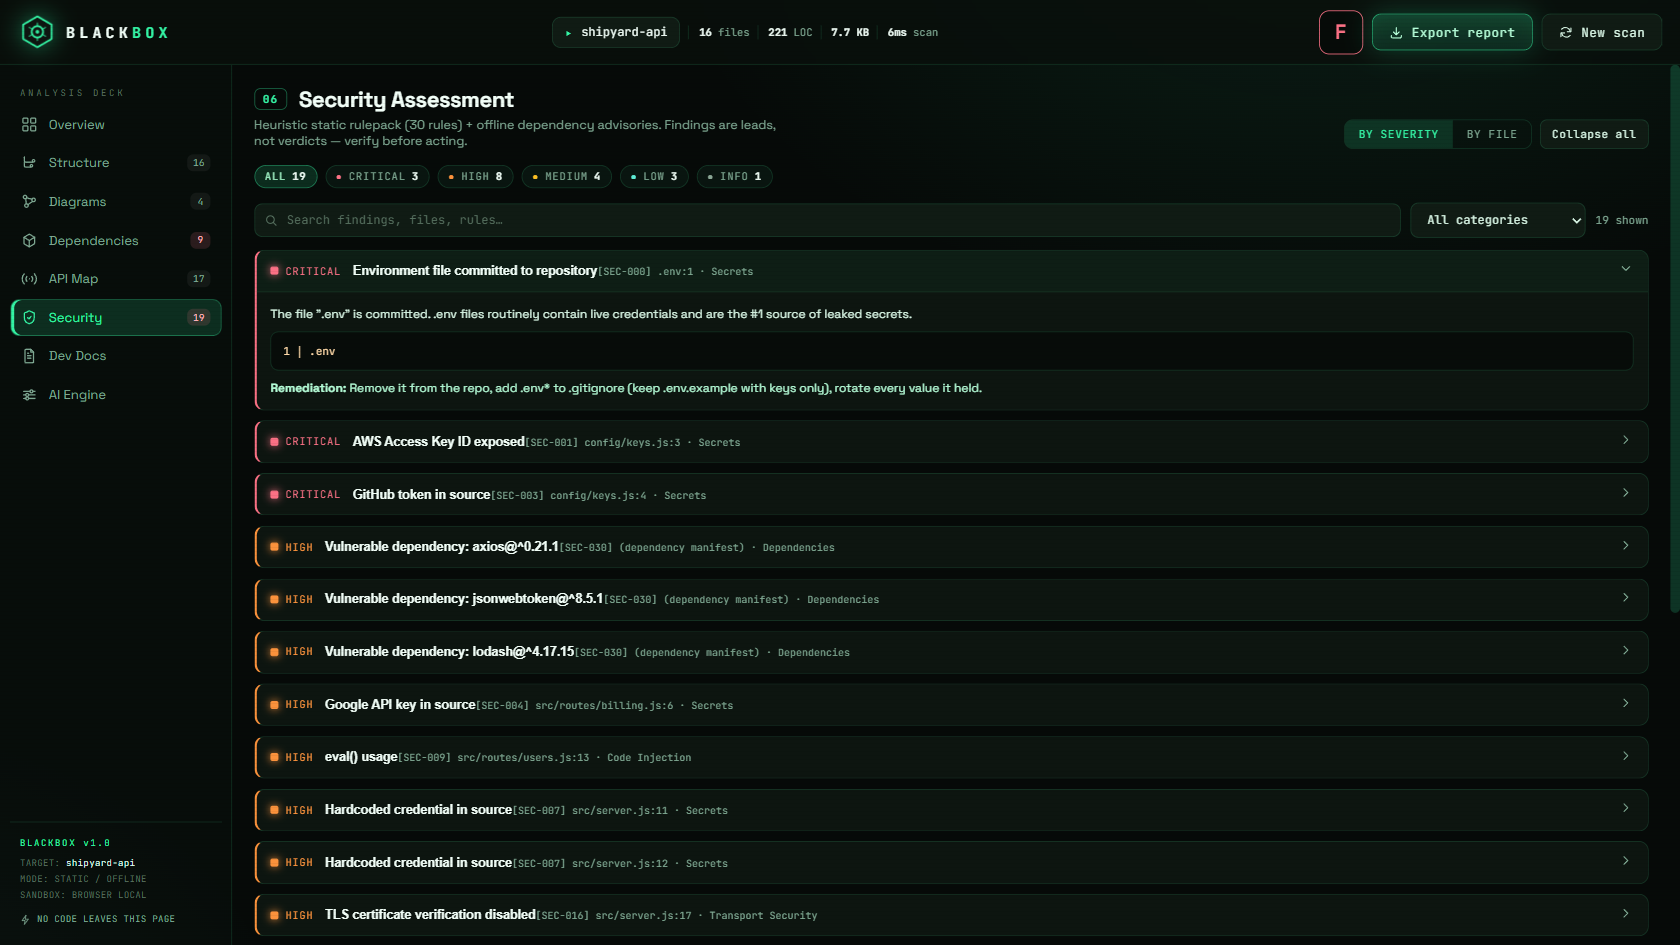 BLACKBOX
shipyard-api
16 files
221 LOC
7.7 KB
6ms scan
F
Export report
New scan
ANALYSIS DECK
Overview
Structure 16
Diagrams 4
Dependencies 9
API Map 17
Security 19
Dev Docs
AI Engine
BLACKBOX v1.0
TARGET: shipyard-api
MODE: STATIC / OFFLINE
SANDBOX: BROWSER LOCAL
NO CODE LEAVES THIS PAGE
06 Security Assessment
Heuristic static rulepack (30 rules) + offline dependency advisories. Findings are leads,
not verdicts — verify before acting.
BY SEVERITY
BY FILE
Collapse all
ALL 19
CRITICAL 3
HIGH 8
MEDIUM 4
LOW 3
INFO 1
Search findings, files, rules…
All categories
19 shown
CRITICAL Environment file committed to repository[SEC-000] .env:1 · Secrets
The file ".env" is committed. .env files routinely contain live credentials and are the #1 source of leaked secrets.
1 | .env
Remediation: Remove it from the repo, add .env* to .gitignore (keep .env.example with keys only), rotate every value it held.
CRITICAL AWS Access Key ID exposed[SEC-001] config/keys.js:3 · Secrets
CRITICAL GitHub token in source[SEC-003] config/keys.js:4 · Secrets
HIGH Vulnerable dependency: axios@^0.21.1[SEC-030] (dependency manifest) · Dependencies
HIGH Vulnerable dependency: jsonwebtoken@^8.5.1[SEC-030] (dependency manifest) · Dependencies
HIGH Vulnerable dependency: lodash@^4.17.15[SEC-030] (dependency manifest) · Dependencies
HIGH Google API key in source[SEC-004] src/routes/billing.js:6 · Secrets
HIGH eval() usage[SEC-009] src/routes/users.js:13 · Code Injection
HIGH Hardcoded credential in source[SEC-007] src/server.js:11 · Secrets
HIGH Hardcoded credential in source[SEC-007] src/server.js:12 · Secrets
HIGH TLS certificate verification disabled[SEC-016] src/server.js:17 · Transport Security